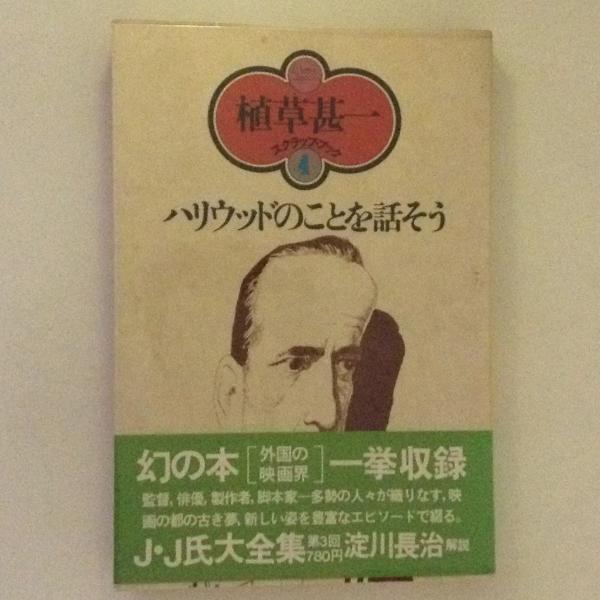 植草甚一
スクラップ・ブック
4
ハリウッドのことを話そう
幻の本[外国の映画界]一挙収録
監督,俳優,製作者,脚本家―多勢の人々が織りなす,映
画の都の古き夢,新しい姿を豊富なエピソードで綴る。
J・J氏大全集 第3回 780円 淀川長治 解説